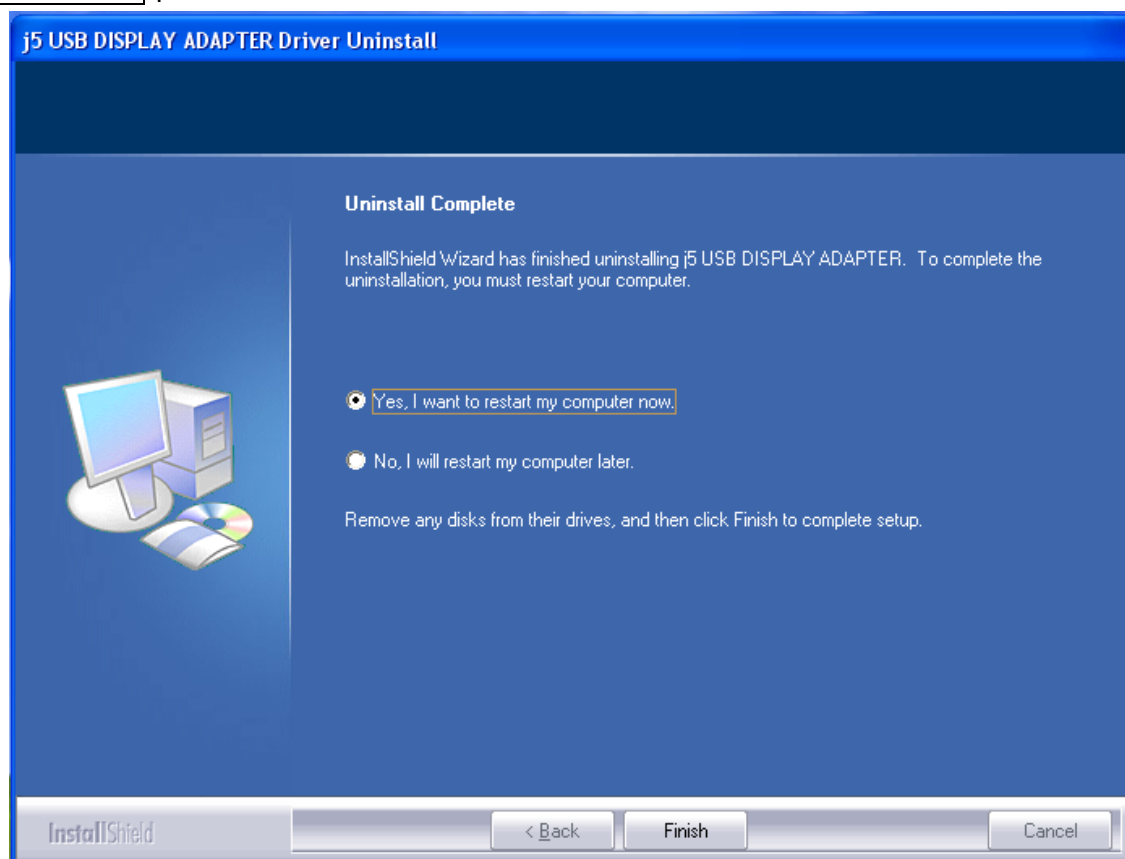 j5 USB DISPLAY ADAPTER Driver Uninstall
Uninstall Complete
InstallShield Wizard has finished uninstalling j5 USB DISPLAY ADAPTER. To complete the
uninstallation, you must restart your computer.
Yes, I want to restart my computer now.
No, I will restart my computer later.
Remove any disks from their drives, and then click Finish to complete setup.
InstallShield
< Back
Finish
Cancel